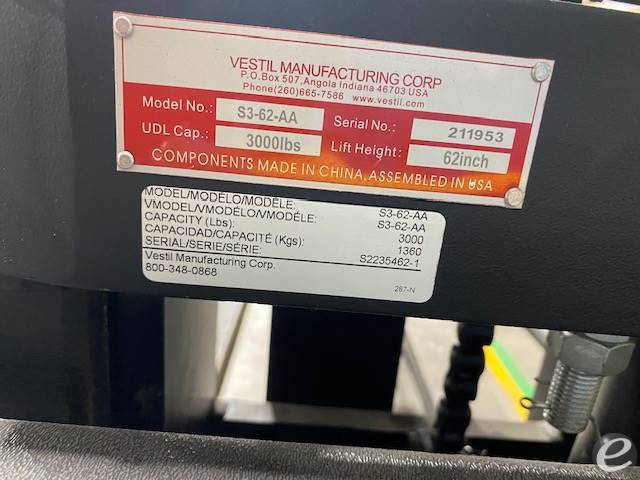 VESTIL MANUFACTURING CORP
P.O.Box 507, Angola Indiana 46703 USA
Phone(260)665-7586 www.vestil.com
Model No.: S3-62-AA Serial No.: 211953
UDL Cap.: 3000lbs Lift Height: 62inch
COMPONENTS MADE IN CHINA, ASSEMBLED IN USA
MODEL/MODELO/MODÈLE: S3-62-AA
VMODEL/VMODELO/VMODÈLE: S3-62-AA
CAPACITY (Lbs): 3000
CAPACIDAD/CAPACITÉ (Kgs): 1360
SERIAL/SERIE/SÉRIE: S2235462-1
Vestil Manufacturing Corp.
800-348-0868
287-N
e